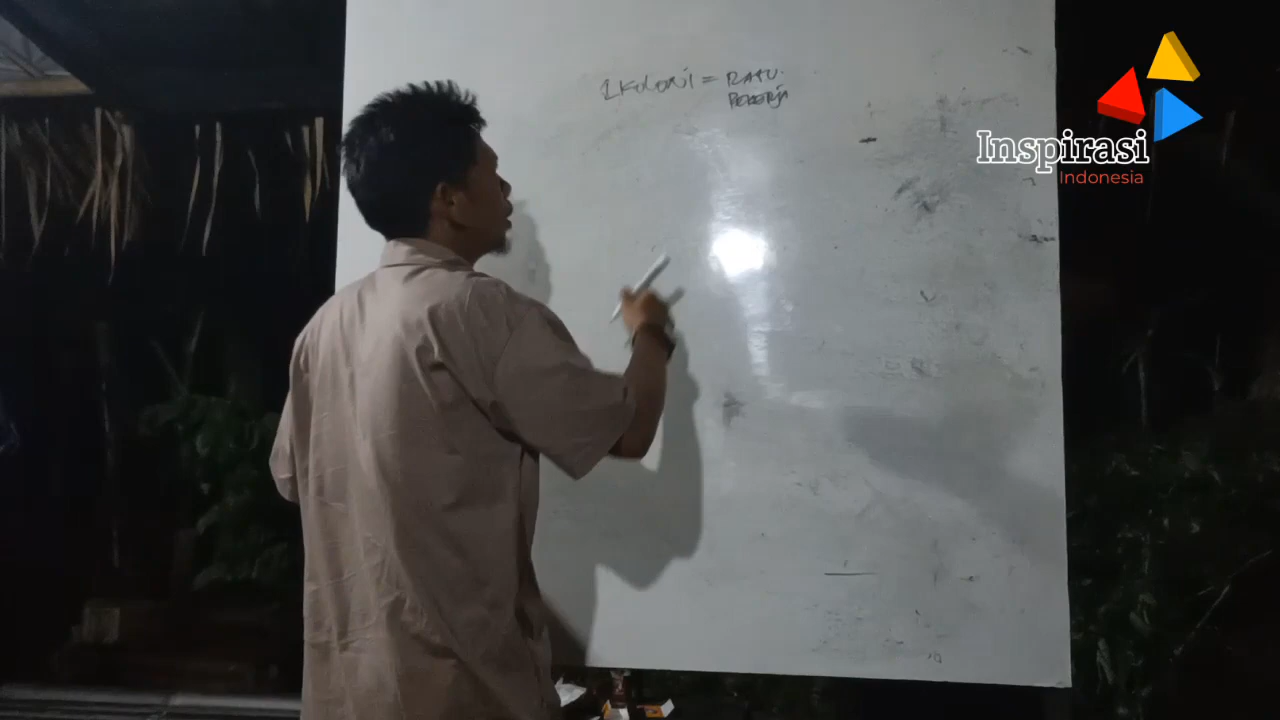 1 Koloni = RATU.
Pekerja
Inspirasi
Indonesia